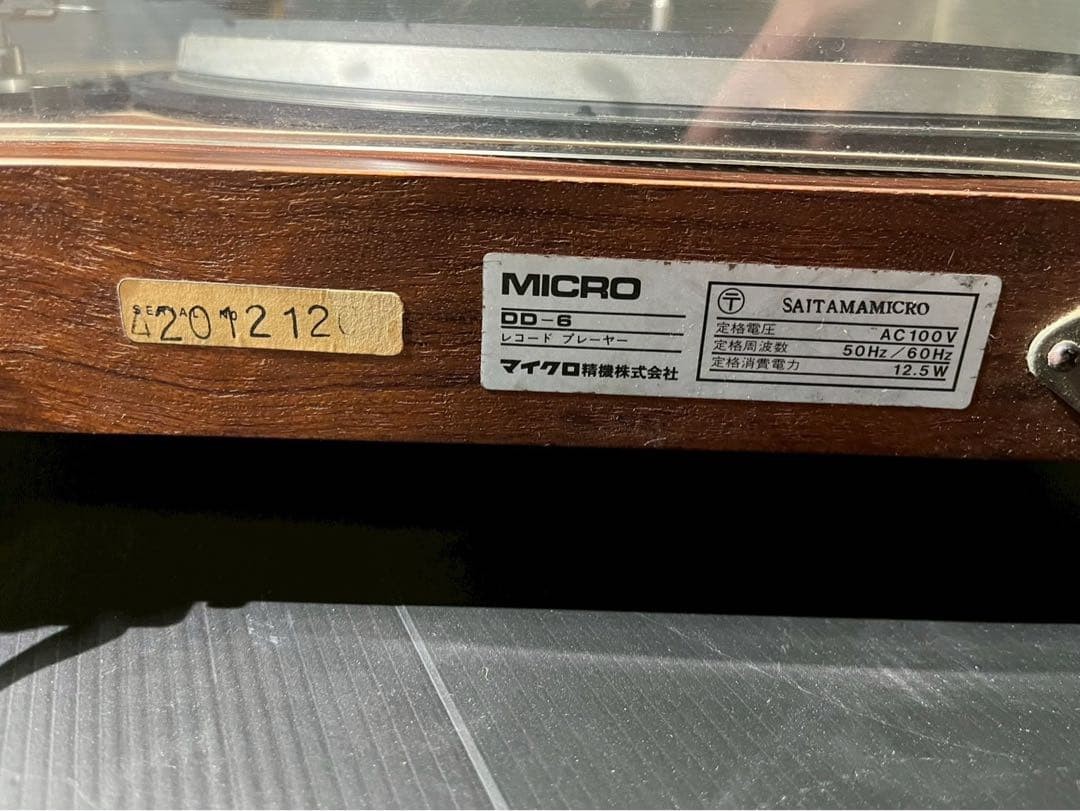 SERIAL No
4201212
MICRO
DD-6
レコード プレーヤー
マイクロ精機株式会社
〒 SAITAMAMICRO
定格電圧 AC100V
定格周波数 50Hz/60Hz
定格消費電力 12.5W